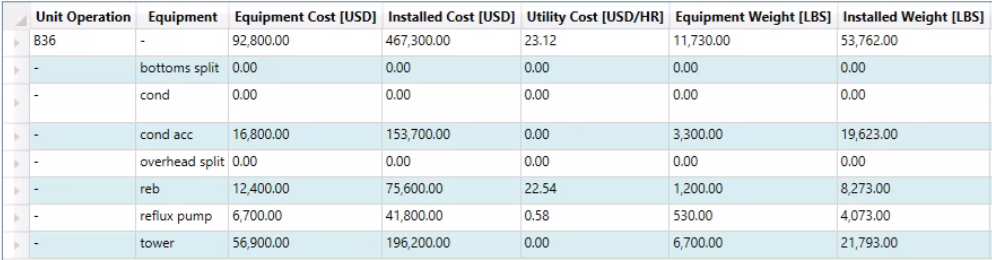 Unit Operation Equipment Equipment Cost [USD] Installed Cost [USD] Utility Cost [USD/HR] Equipment Weight [LBS] Installed Weight [LBS]
B36 - 92,800.00 467,300.00 23.12 11,730.00 53,762.00
- bottoms split 0.00 0.00 0.00 0.00 0.00
- cond 0.00 0.00 0.00 0.00 0.00
- cond acc 16,800.00 153,700.00 0.00 3,300.00 19,623.00
- overhead split 0.00 0.00 0.00 0.00 0.00
- reb 12,400.00 75,600.00 22.54 1,200.00 8,273.00
- reflux pump 6,700.00 41,800.00 0.58 530.00 4,073.00
- tower 56,900.00 196,200.00 0.00 6,700.00 21,793.00